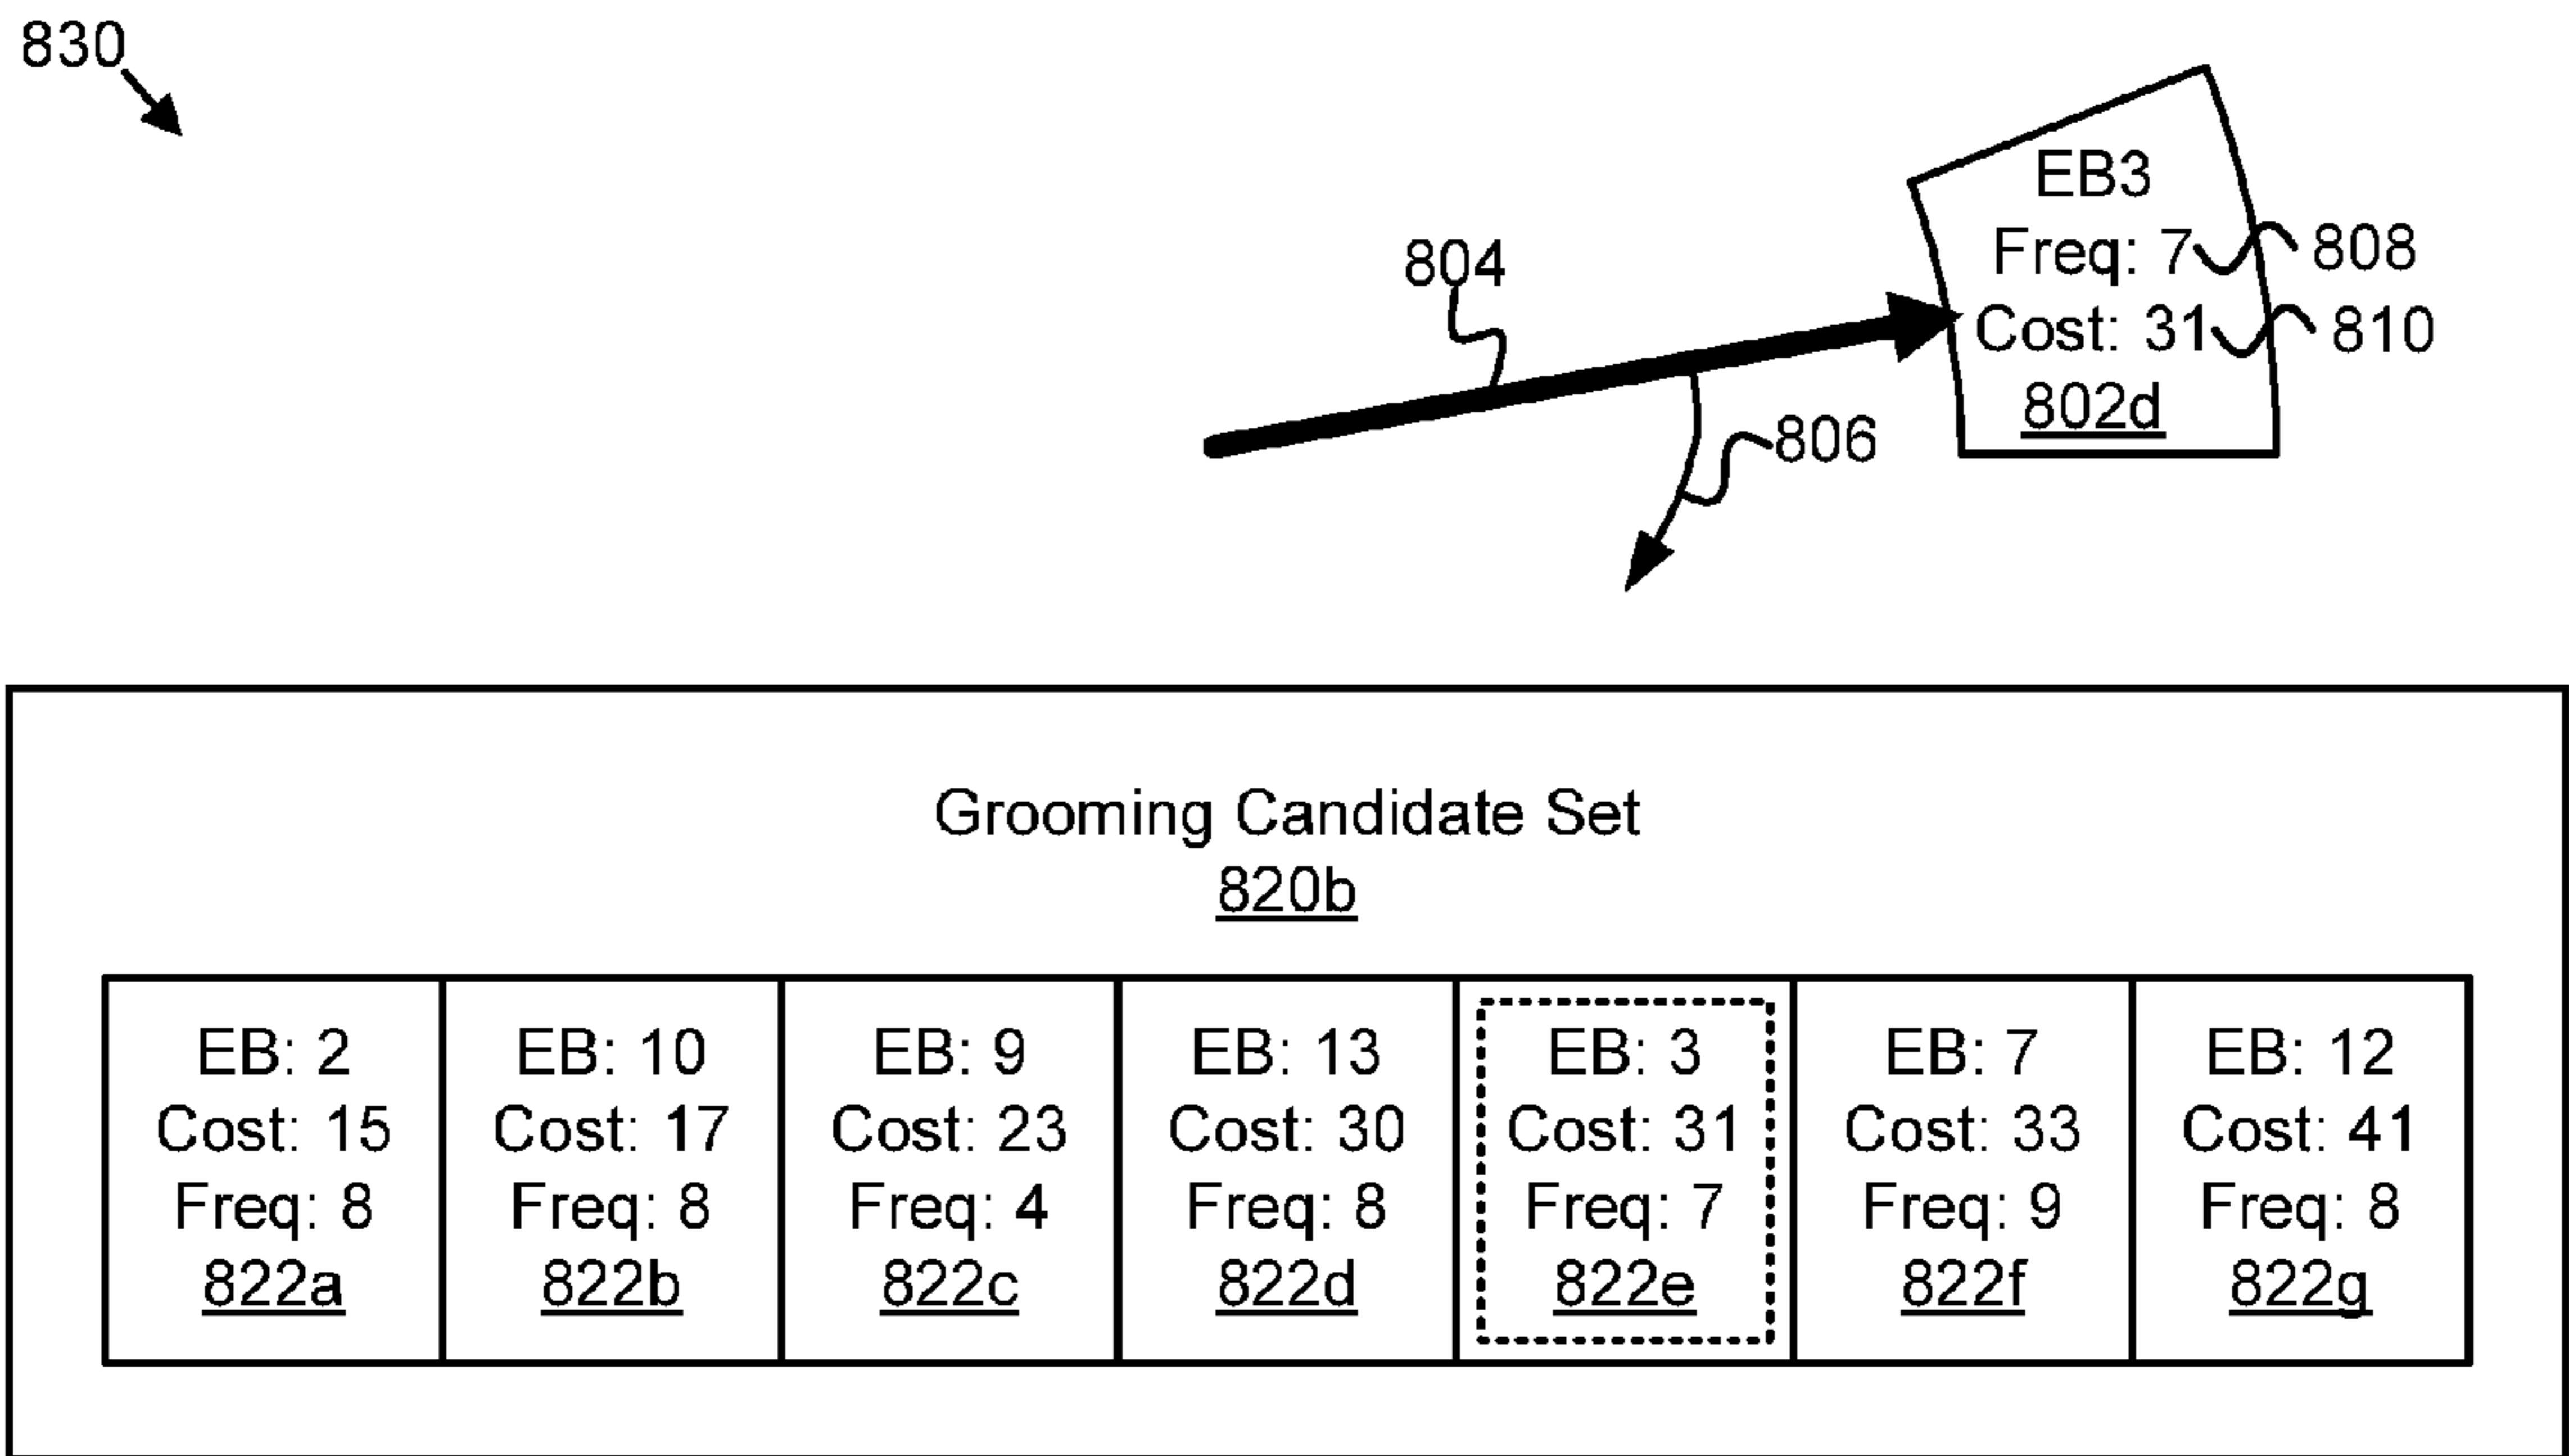 830
EB3
Freq: 7
808
804
Cost: 31
810
802d
806
Grooming Candidate Set
820b
EB: 2
Cost: 15
Freq: 8
822a
EB: 10
Cost: 17
Freq: 8
822b
EB: 9
Cost: 23
Freq: 4
822c
EB: 13
Cost: 30
Freq: 8
822d
EB: 3
Cost: 31
Freq: 7
822e
EB: 7
Cost: 33
Freq: 9
822f
EB: 12
Cost: 41
Freq: 8
822g